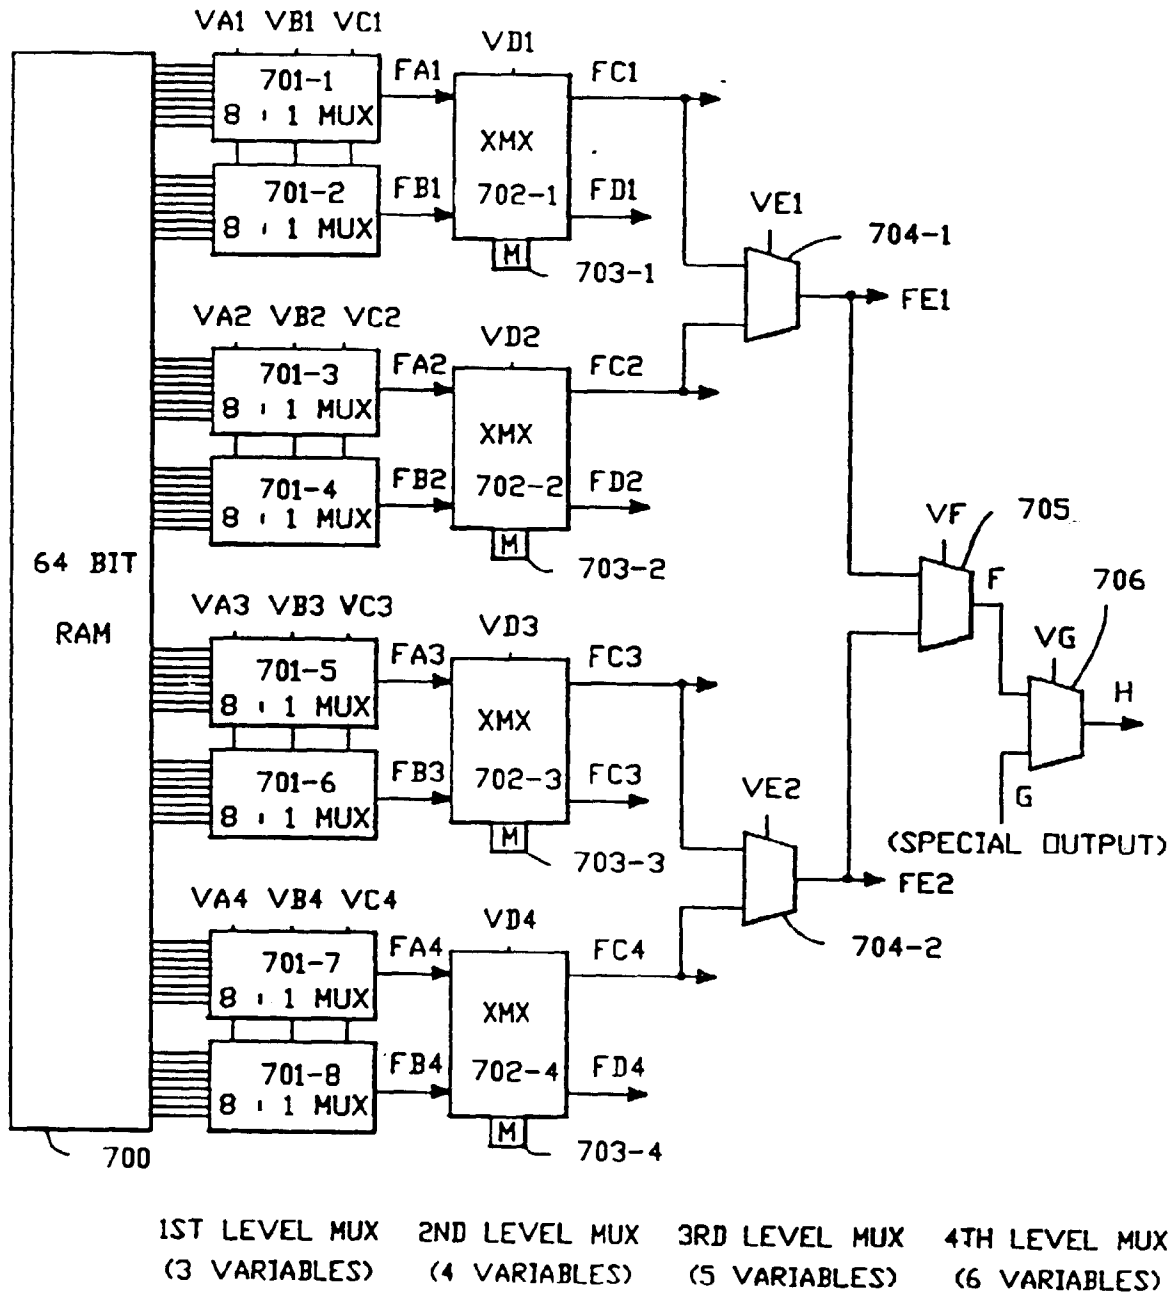 VA1 VB1 VC1
701-1
8 : 1 MUX
FA1
VD1
FC1
XMX
702-1
701-2
8 : 1 MUX
FB1
FD1
M
703-1
VE1
704-1
FE1
VA2 VB2 VC2
701-3
8 : 1 MUX
FA2
VD2
FC2
XMX
702-2
701-4
8 : 1 MUX
FB2
FD2
M
703-2
64 BIT
RAM
VF
705
F
706
VG
H
G
(SPECIAL OUTPUT)
VA3 VB3 VC3
701-5
8 : 1 MUX
FA3
VD3
FC3
XMX
702-3
701-6
8 : 1 MUX
FB3
FC3
M
703-3
VE2
FE2
704-2
VA4 VB4 VC4
701-7
8 : 1 MUX
FA4
VD4
FC4
XMX
702-4
701-8
8 : 1 MUX
FB4
FD4
M
703-4
700
1ST LEVEL MUX 2ND LEVEL MUX 3RD LEVEL MUX 4TH LEVEL MUX
(3 VARIABLES) (4 VARIABLES) (5 VARIABLES) (6 VARIABLES)